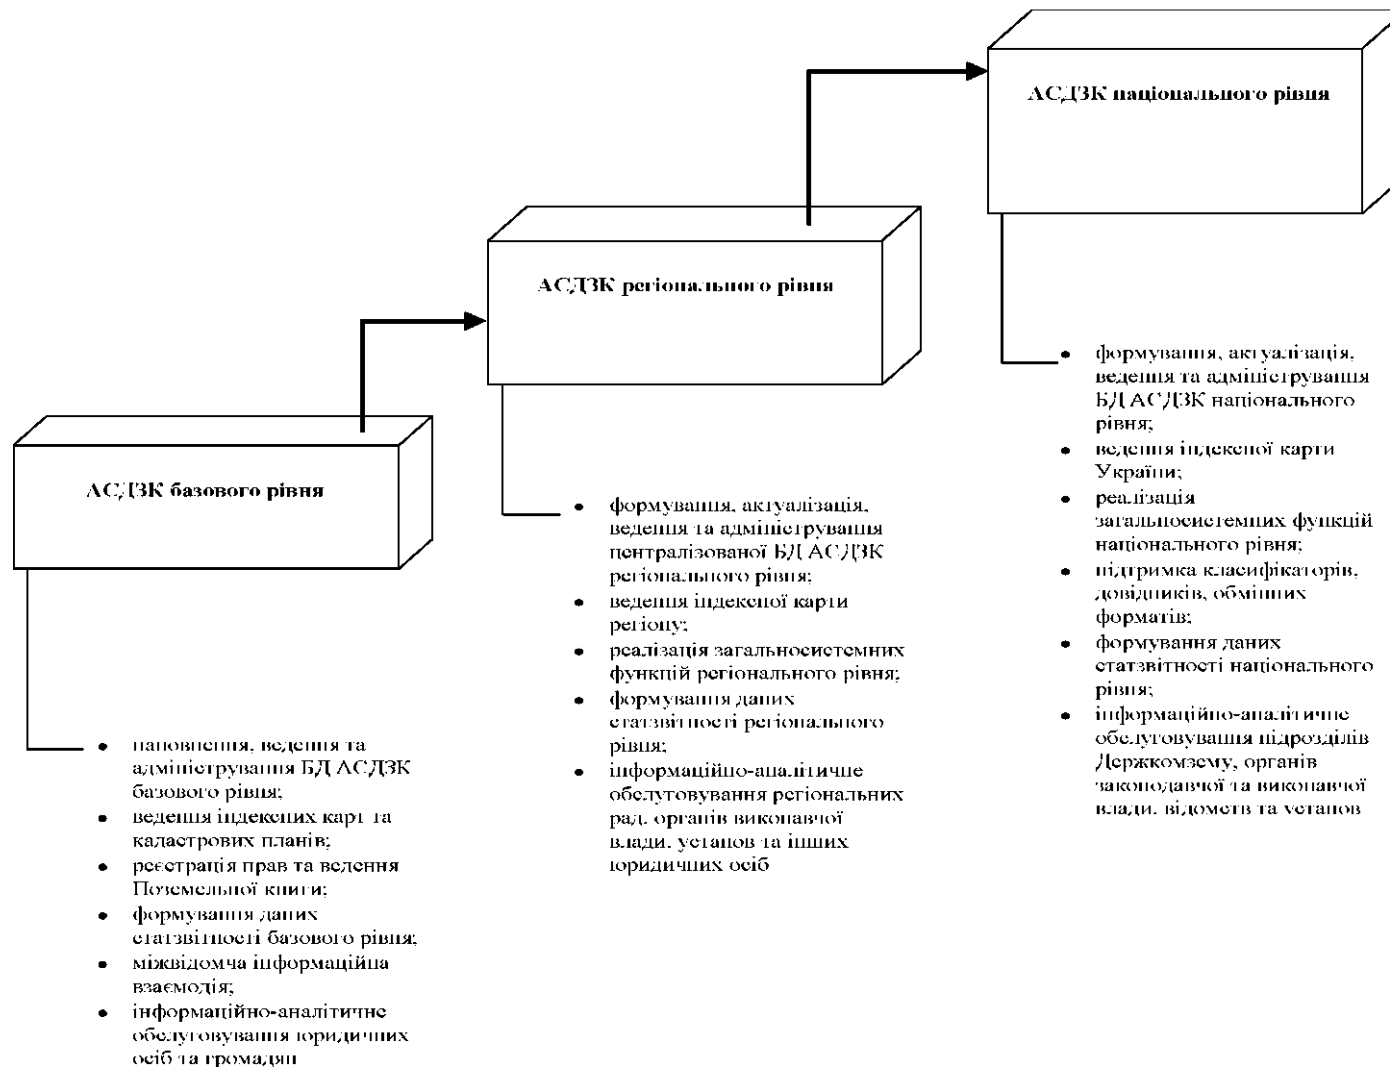 АСДЗК національного рівня
АСДЗК регіонального рівня
АСДЗК базового рівня
формування, актуалізація,
ведення та адміністрування
БД АСДЗК національного
рівня;
ведення індексної карти
України;
реалізація
загальносистемних функцій
національного рівня;
підтримка класифікаторів,
довідників, обмінних
форматів;
формування даних
статзвітності національного
рівня;
інформаційно-аналітичне
обслуговування підрозділів
Держкомзему, органів
законодавчої та виконавчої
влади, відомств та установ
формування, актуалізація,
ведення та адміністрування
централізованої БД АСДЗК
регіонального рівня;
ведення індексної карти
регіону;
реалізація загальносистемних
функцій регіонального рівня;
формування даних
статзвітності регіонального
рівня;
інформаційно-аналітичне
обслуговування регіональних
рад, органів виконавчої
влади, установ та інших
юридичних осіб
наповнення, ведення та
адміністрування БД АСДЗК
базового рівня;
ведення індексних карт та
кадастрових планів;
реєстрація прав та ведення
Поземельної книги;
формування даних
статзвітності базового рівня;
міжвідомча інформаційна
взаємодія;
інформаційно-аналітичне
обслуговування юридичних
осіб та громадян